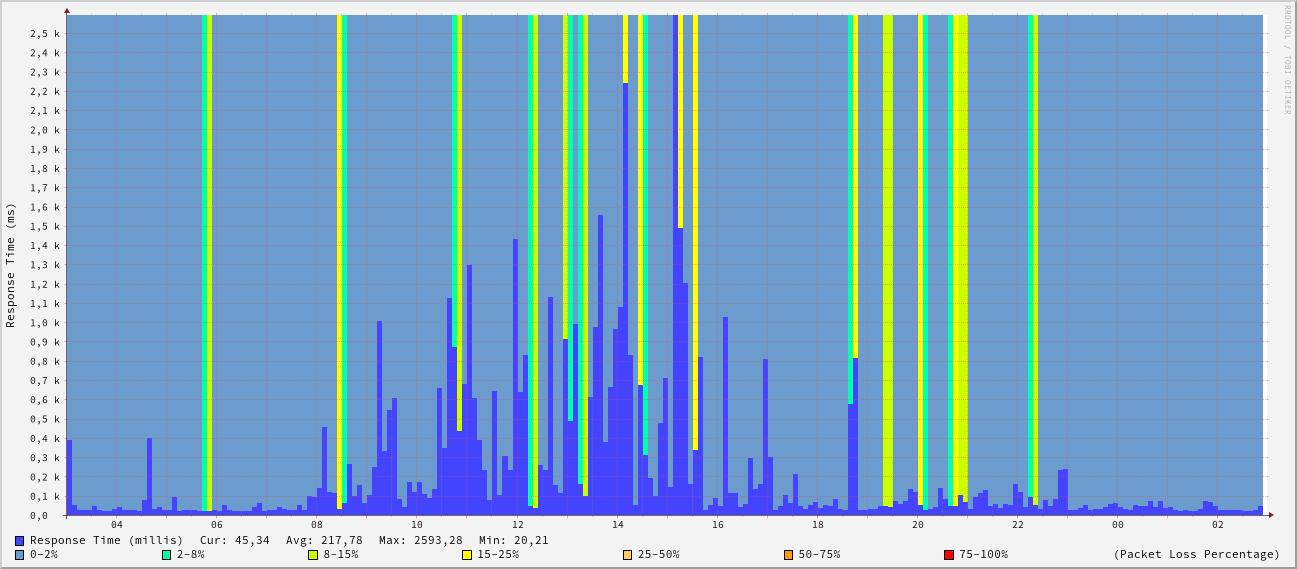 RRDTOOL / TOBI OETIKER
Response Time (ms)
2,5 k
2,4 k
2,3 k
2,2 k
2,1 k
2,0 k
1,9 k
1,8 k
1,7 k
1,6 k
1,5 k
1,4 k
1,3 k
1,2 k
1,1 k
1,0 k
0,9 k
0,8 k
0,7 k
0,6 k
0,5 k
0,4 k
0,3 k
0,2 k
0,1 k
0,0
04 06 08 10 12 14 16 18 20 22 00 02
Response Time (millis) Cur: 45,34 Avg: 217,78 Max: 2593,28 Min: 20,21
0-2% 2-8% 8-15% 15-25% 25-50% 50-75% 75-100% (Packet Loss Percentage)